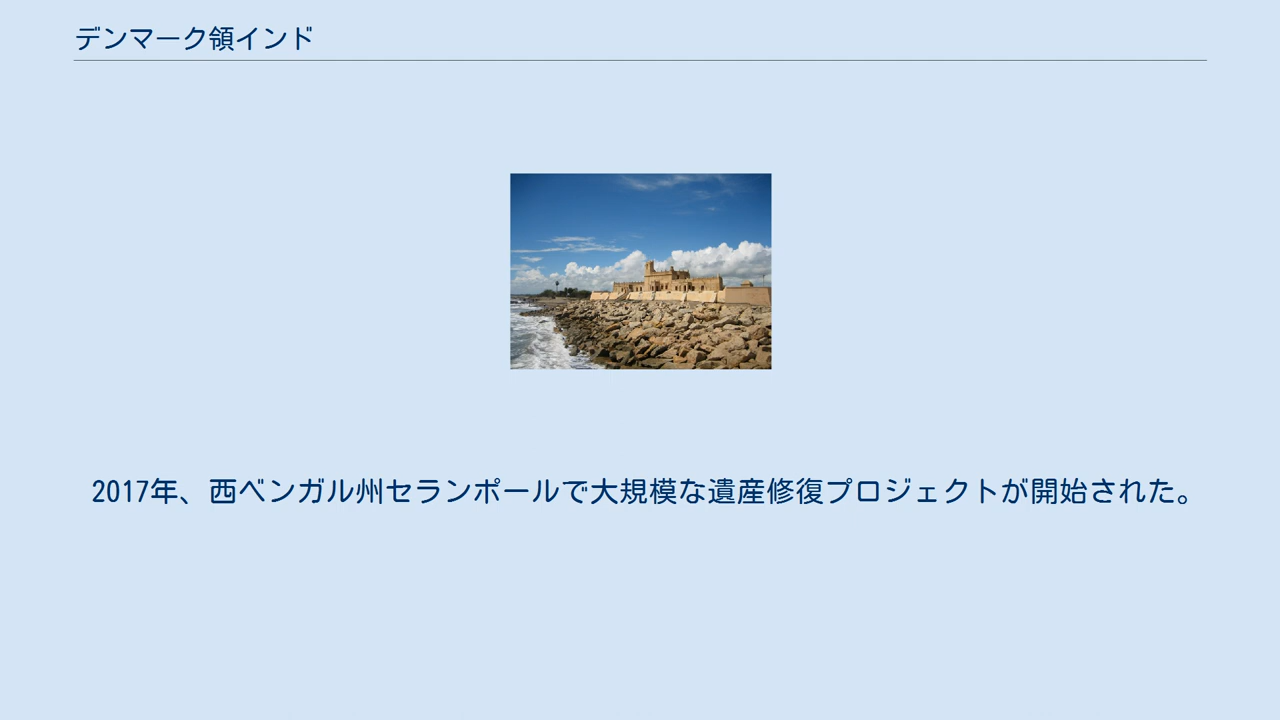 デンマーク領インド
2017年、西ベンガル州セランポールで大規模な遺産修復プロジェクトが開始された。